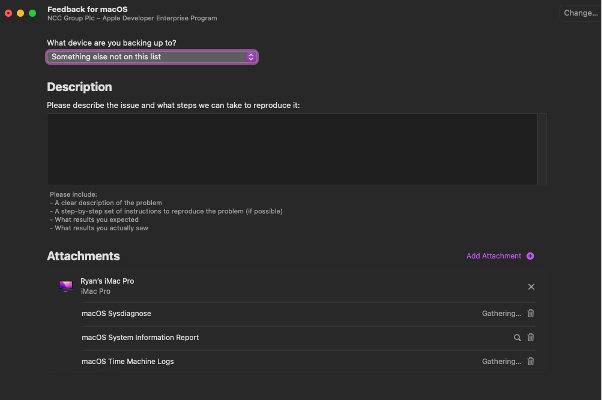 Feedback for macOS
NCC Group Plc – Apple Developer Enterprise Program
Change...
What device are you backing up to?
Something else not on this list
Description
Please describe the issue and what steps we can take to reproduce it:
Please include:
- A clear description of the problem
- A step-by-step set of instructions to reproduce the problem (if possible)
- What results you expected
- What results you actually saw
Attachments
Add Attachment
Ryan's iMac Pro
iMac Pro
macOS Sysdiagnose
Gathering...
macOS System Information Report
macOS Time Machine Logs
Gathering...